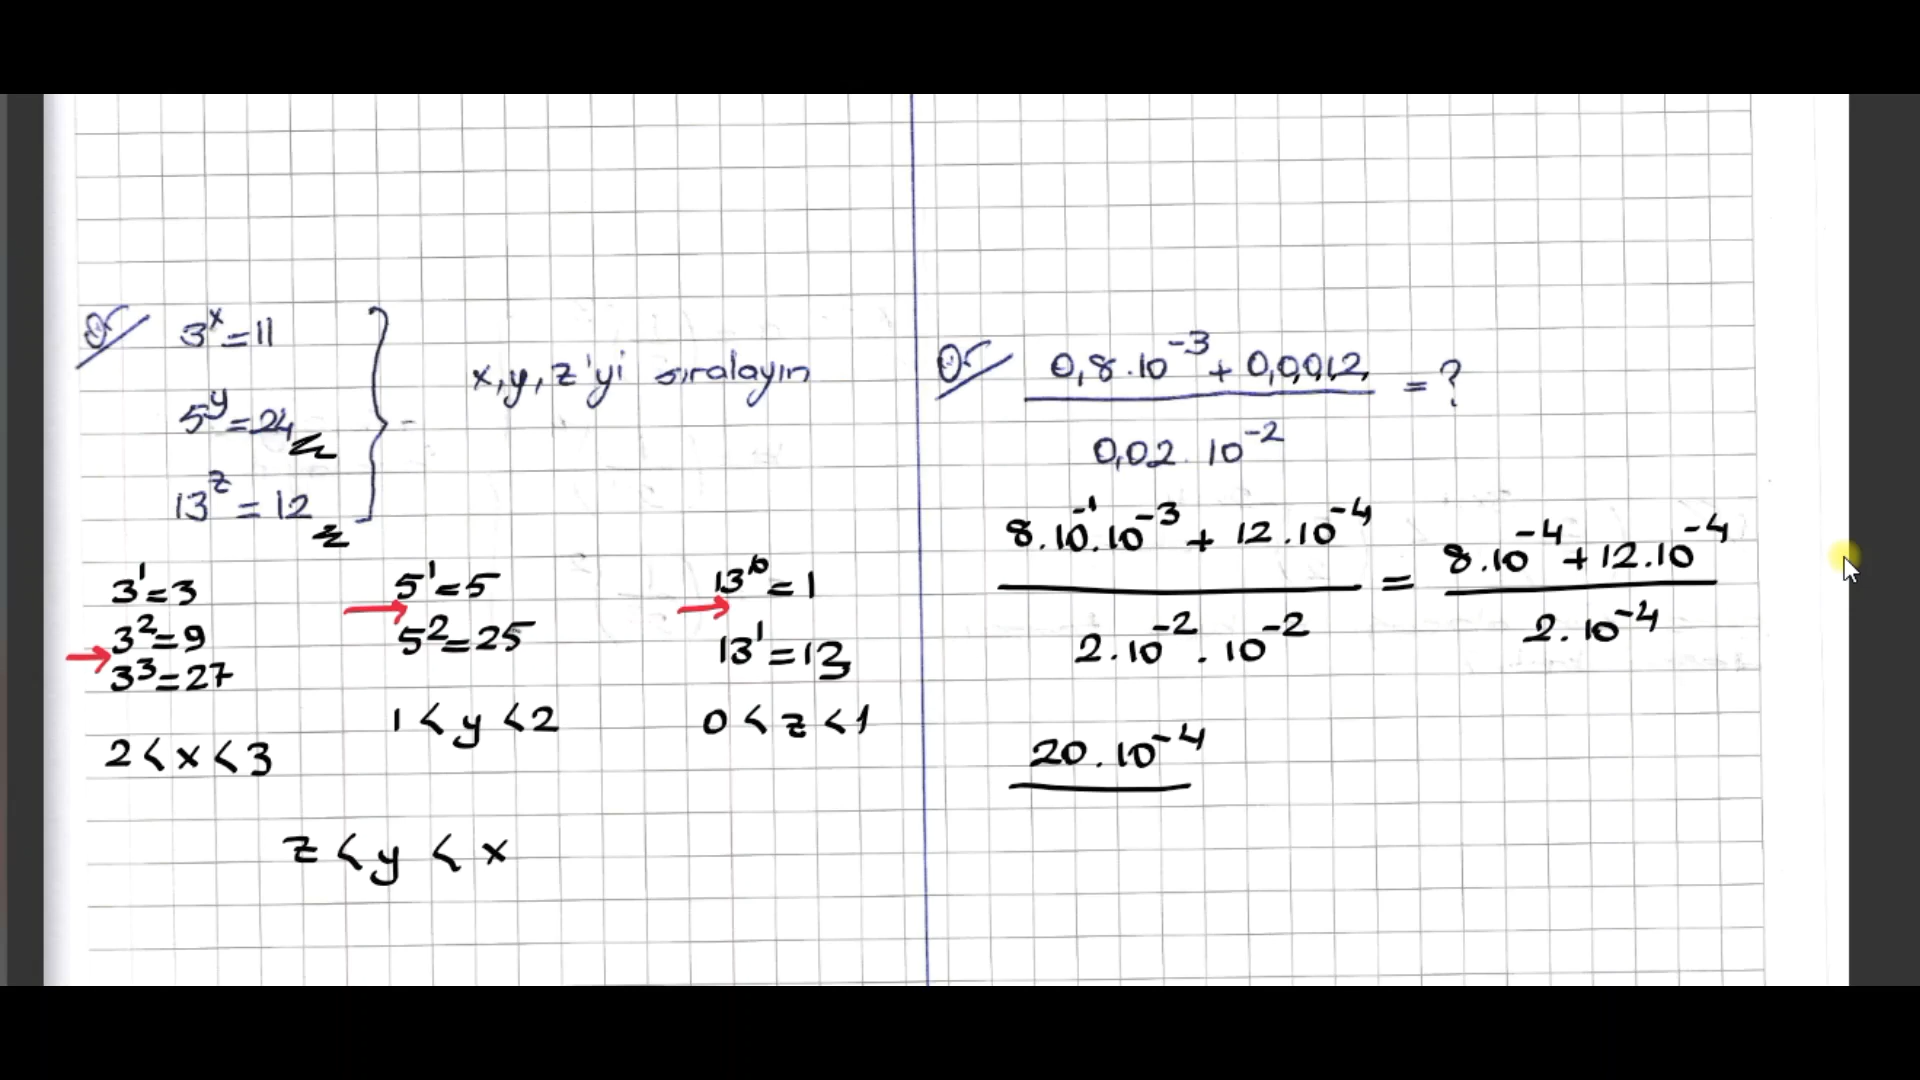 Ör/ 3^x = 11
5^y = 24
13^z = 12
x, y, z'yi sıralayın
3^1 = 3
3^2 = 9
3^3 = 27
2 < x < 3
5^1 = 5
5^2 = 25
1 < y < 2
13^0 = 1
13^1 = 13
0 < z < 1
z < y < x
Ör/ 0,8.10^-3 + 0,0012 = ?
0,02.10^-2
8.10^-1.10^-3 + 12.10^-4 = 8.10^-4 + 12.10^-4
2.10^-2.10^-2
2.10^-4
20.10^-4